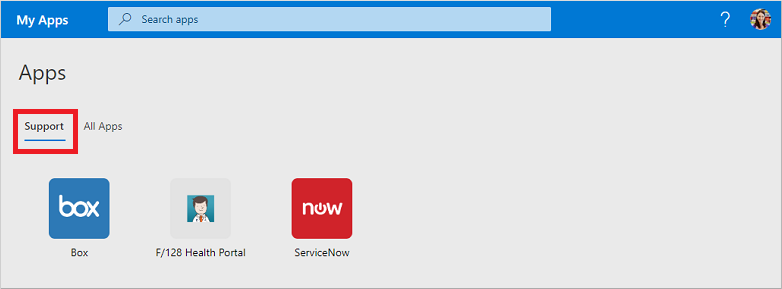 My Apps
Search apps
?
Apps
Support
All Apps
box
now
Box
F/128 Health Portal
ServiceNow